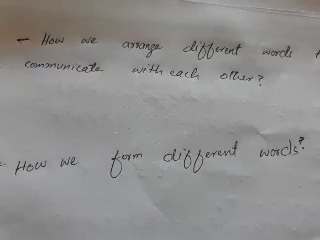 - How we arrange different words
communicate with each other?
- How we form different words?